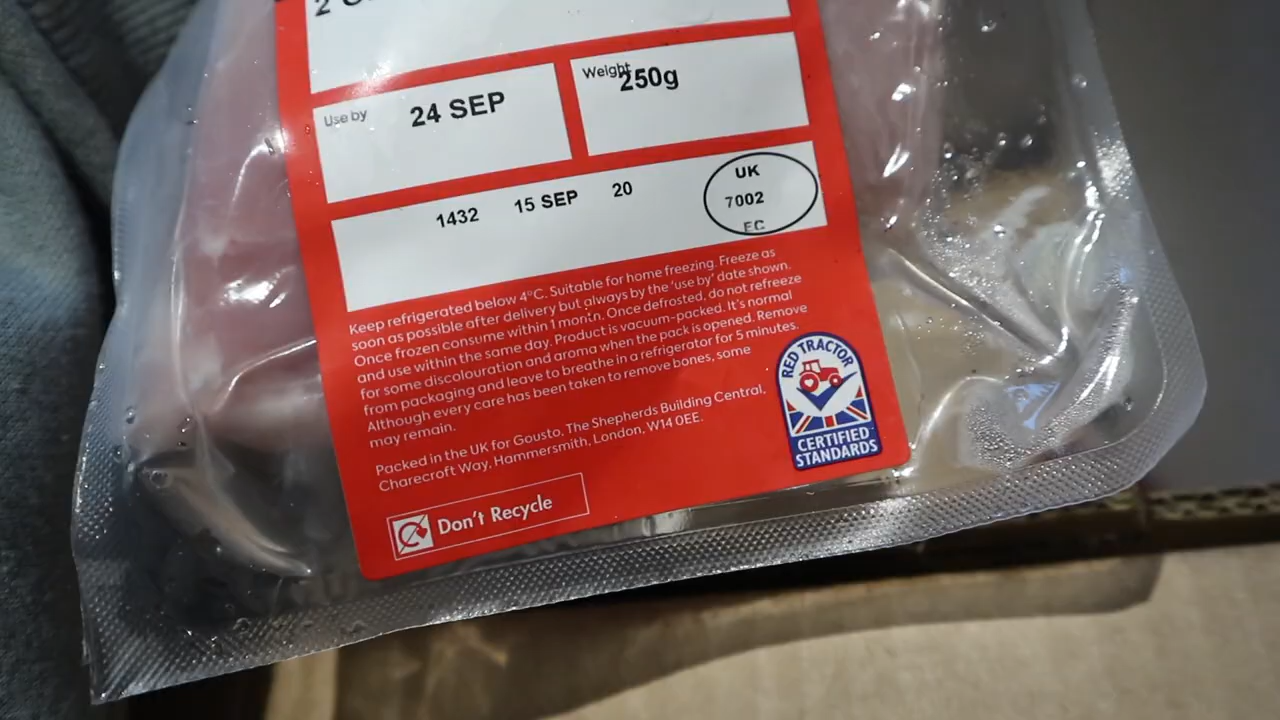 Use by
24 SEP
Weight
250g
1432 15 SEP 20
UK
7002
EC
Keep refrigerated below 4°C. Suitable for home freezing. Freeze as
soon as possible after delivery but always by the 'use by' date shown.
Once frozen consume within 1 month. Once defrosted, do not refreeze
and use within the same day. Product is vacuum-packed. It's normal
for some discolouration and aroma when the pack is opened. Remove
from packaging and leave to breathe in a refrigerator for 5 minutes.
Although every care has been taken to remove bones, some
may remain.
Packed in the UK for Gousto, The Shepherds Building Central,
Charecroft Way, Hammersmith, London, W14 0EE.
RED TRACTOR
CERTIFIED
STANDARDS
Don't Recycle